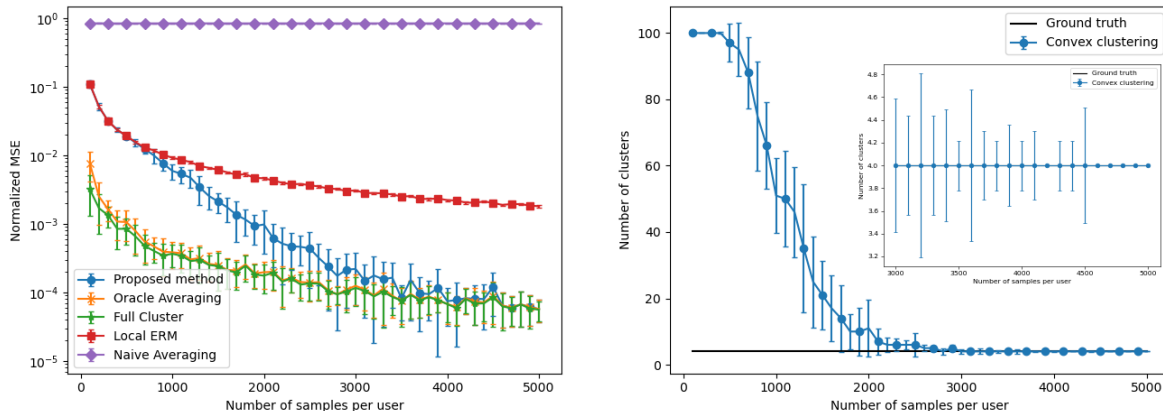 10^0
10^-1
10^-2
10^-3
10^-4
10^-5
Normalized MSE
Proposed method
Oracle Averaging
Full Cluster
Local ERM
Naive Averaging
0 1000 2000 3000 4000 5000
Number of samples per user
Ground truth
Convex clustering
100
80
60
40
20
0
Number of clusters
0 1000 2000 3000 4000 5000
Number of samples per user
Ground truth
Convex clustering
4.8
4.6
4.4
4.2
4.0
3.8
3.6
3.4
3.2
Number of clusters
3000 3500 4000 4500 5000
Number of samples per user